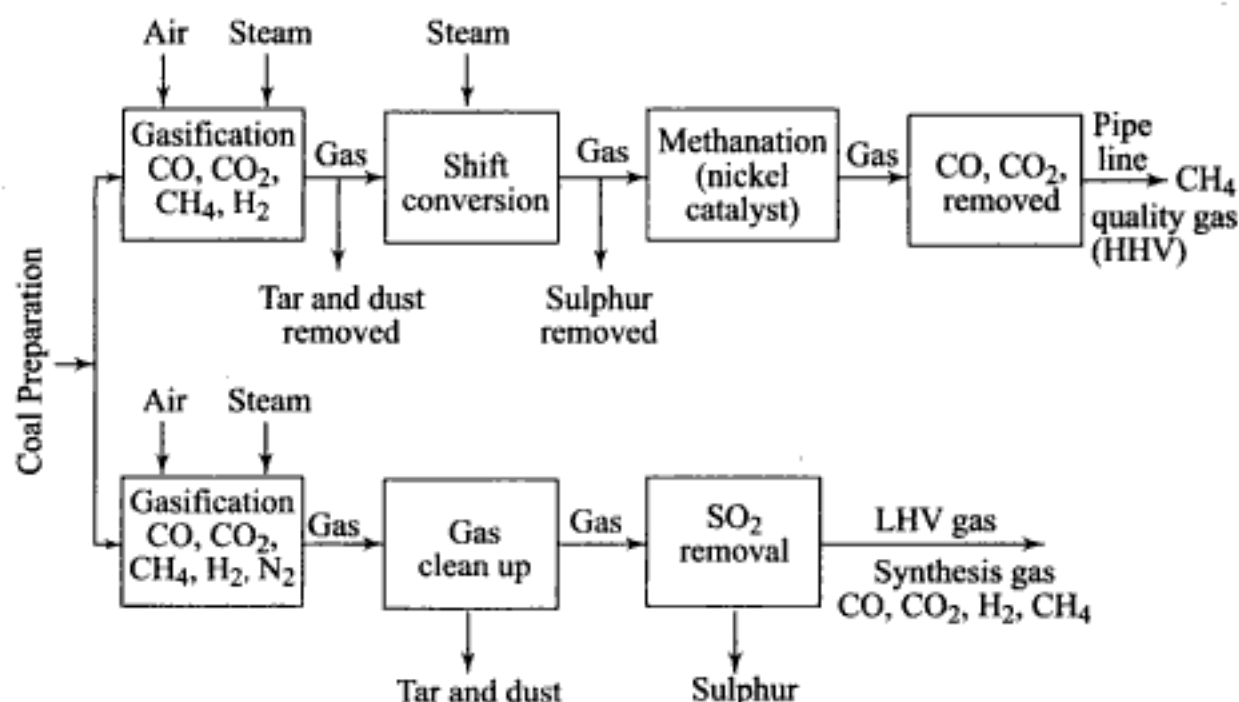 Air Steam
Steam
Gasification
CO, CO₂,
CH₄, H₂
Gas
Tar and dust
removed
Shift
conversion
Gas
Sulphur
removed
Methanation
(nickel
catalyst)
Gas
CO, CO₂,
removed
Pipe
line
CH₄
quality gas
(HHV)
Coal Preparation
Air Steam
Gasification
CO, CO₂,
CH₄, H₂, N₂
Gas
Gas
clean up
Tar and dust
Gas
SO₂
removal
Sulphur
LHV gas
Synthesis gas
CO, CO₂, H₂, CH₄